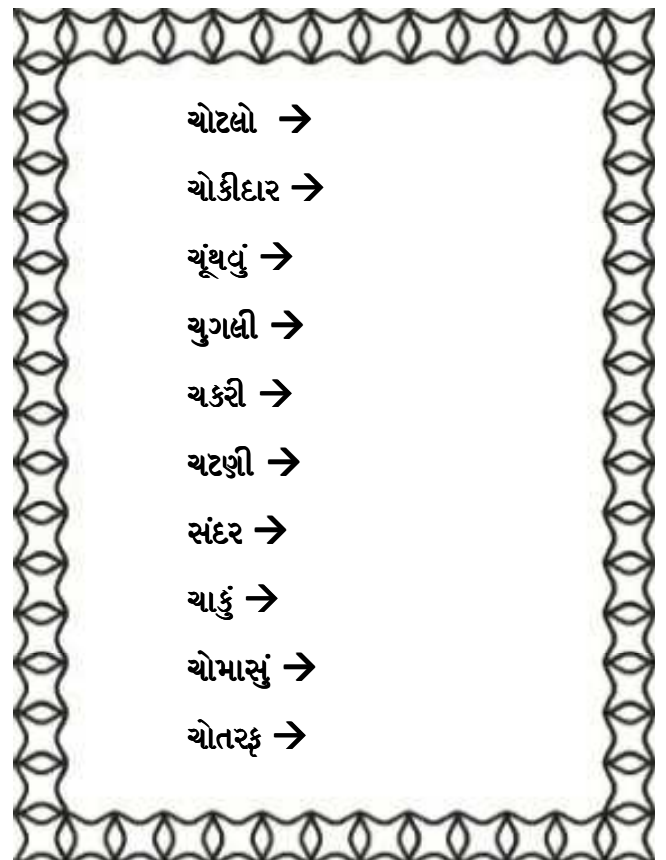 ચોટલો →
ચોકીદાર →
ચૂંથવું →
ચુગલી →
ચકરી →
ચટણી →
સંદર →
ચાકું →
ચોમાસું →
ચોતરફ →